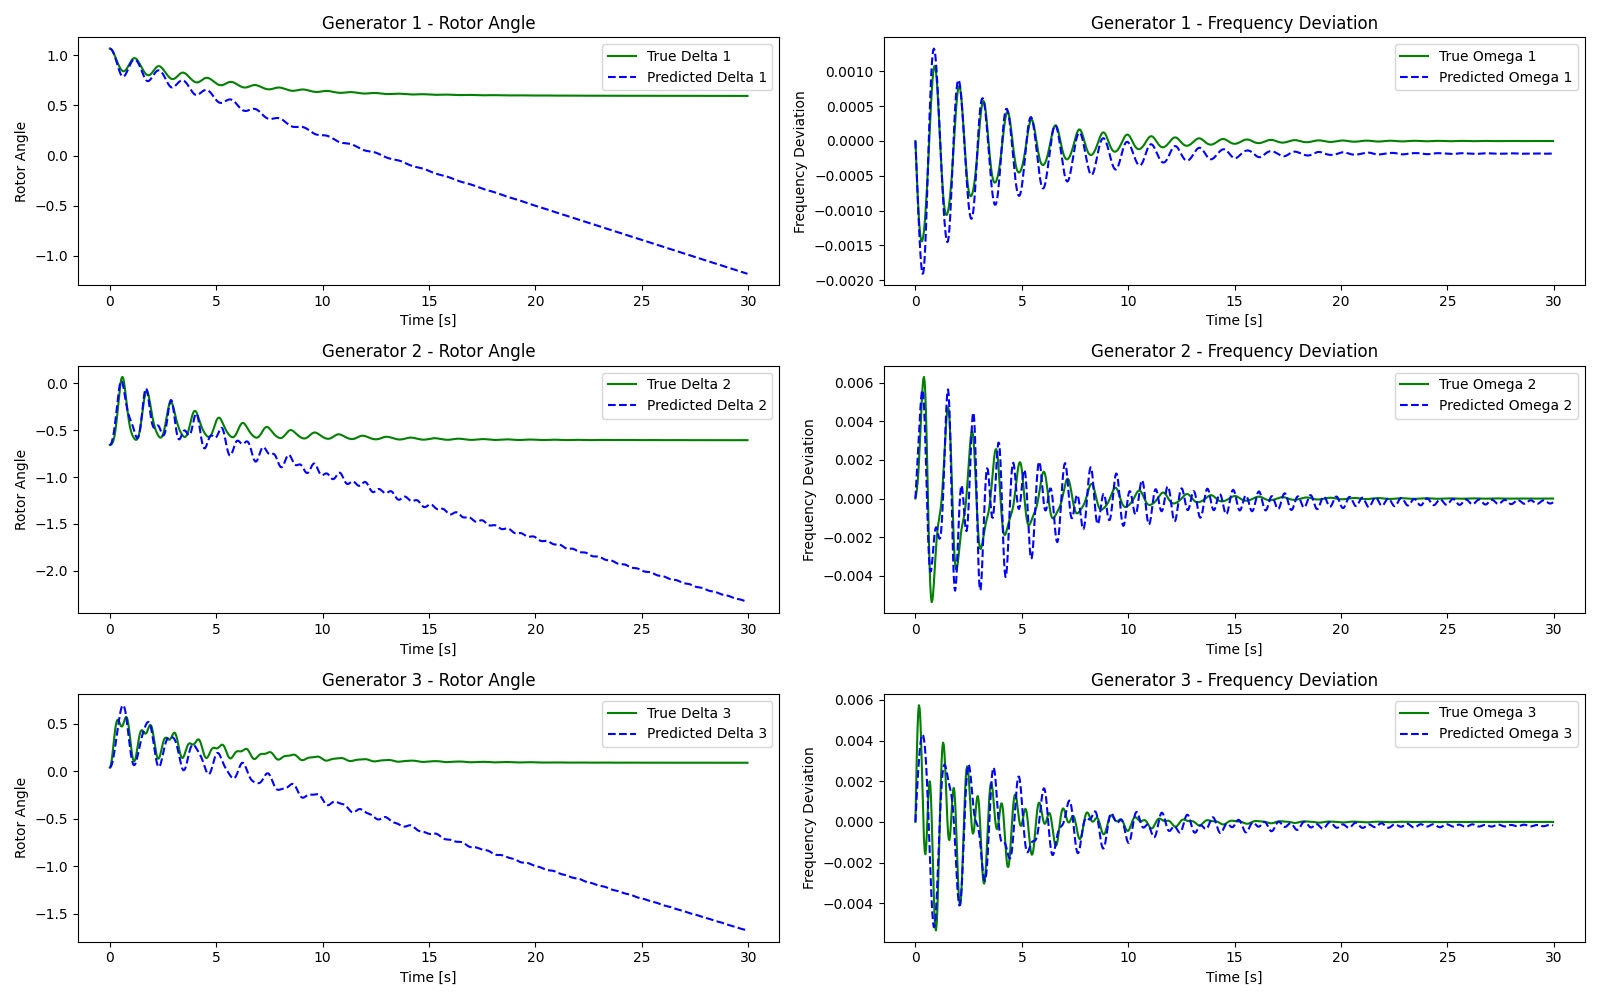 Generator 1 - Rotor Angle
True Delta 1
Predicted Delta 1
Rotor Angle
1.0
0.5
0.0
−0.5
−1.0
0 5 10 15 20 25 30
Time [s]
Generator 1 - Frequency Deviation
True Omega 1
Predicted Omega 1
Frequency Deviation
0.0010
0.0005
0.0000
−0.0005
−0.0010
−0.0015
−0.0020
0 5 10 15 20 25 30
Time [s]
Generator 2 - Rotor Angle
True Delta 2
Predicted Delta 2
Rotor Angle
0.0
−0.5
−1.0
−1.5
−2.0
0 5 10 15 20 25 30
Time [s]
Generator 2 - Frequency Deviation
True Omega 2
Predicted Omega 2
Frequency Deviation
0.006
0.004
0.002
0.000
−0.002
−0.004
0 5 10 15 20 25 30
Time [s]
Generator 3 - Rotor Angle
True Delta 3
Predicted Delta 3
Rotor Angle
0.5
0.0
−0.5
−1.0
−1.5
0 5 10 15 20 25 30
Time [s]
Generator 3 - Frequency Deviation
True Omega 3
Predicted Omega 3
Frequency Deviation
0.006
0.004
0.002
0.000
−0.002
−0.004
0 5 10 15 20 25 30
Time [s]